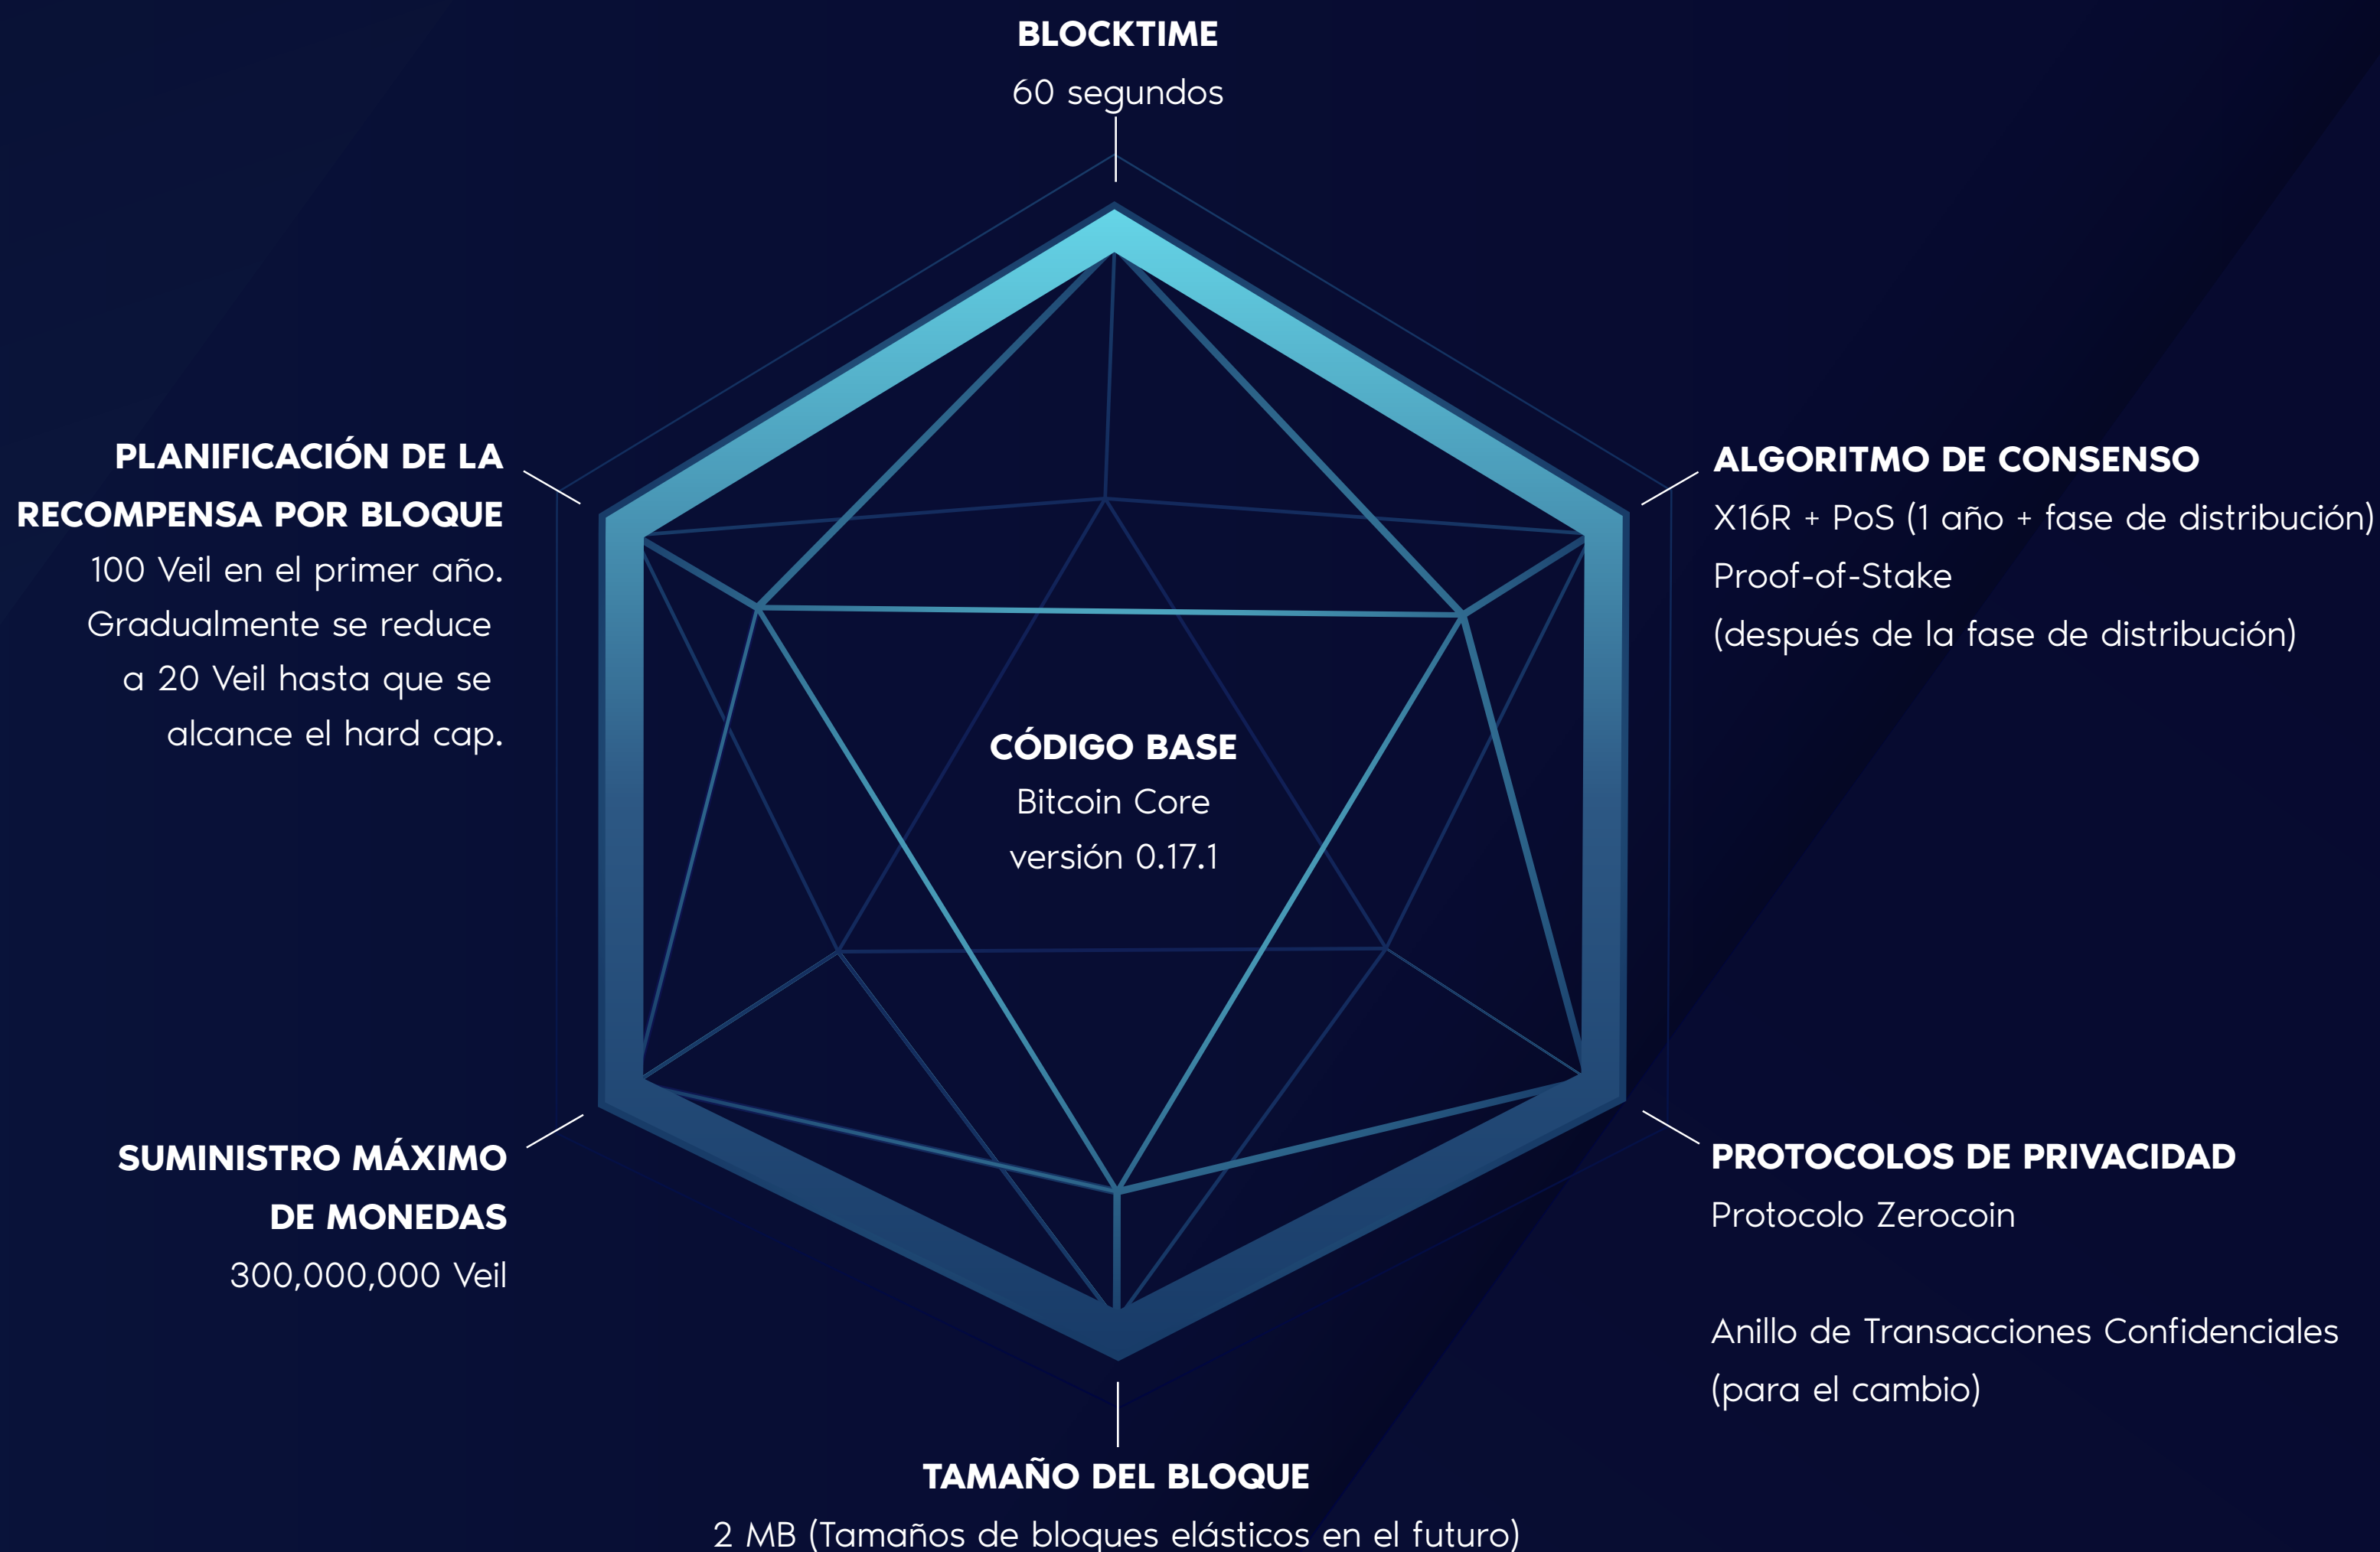 BLOCKTIME
60 segundos
PLANIFICACIÓN DE LA
RECOMPENSA POR BLOQUE
100 Veil en el primer año.
Gradualmente se reduce
a 20 Veil hasta que se
alcance el hard cap.
ALGORITMO DE CONSENSO
X16R + PoS (1 año + fase de distribución)
Proof-of-Stake
(después de la fase de distribución)
CÓDIGO BASE
Bitcoin Core
versión 0.17.1
SUMINISTRO MÁXIMO
DE MONEDAS
300,000,000 Veil
PROTOCOLOS DE PRIVACIDAD
Protocolo Zerocoin
Anillo de Transacciones Confidenciales
(para el cambio)
TAMAÑO DEL BLOQUE
2 MB (Tamaños de bloques elásticos en el futuro)